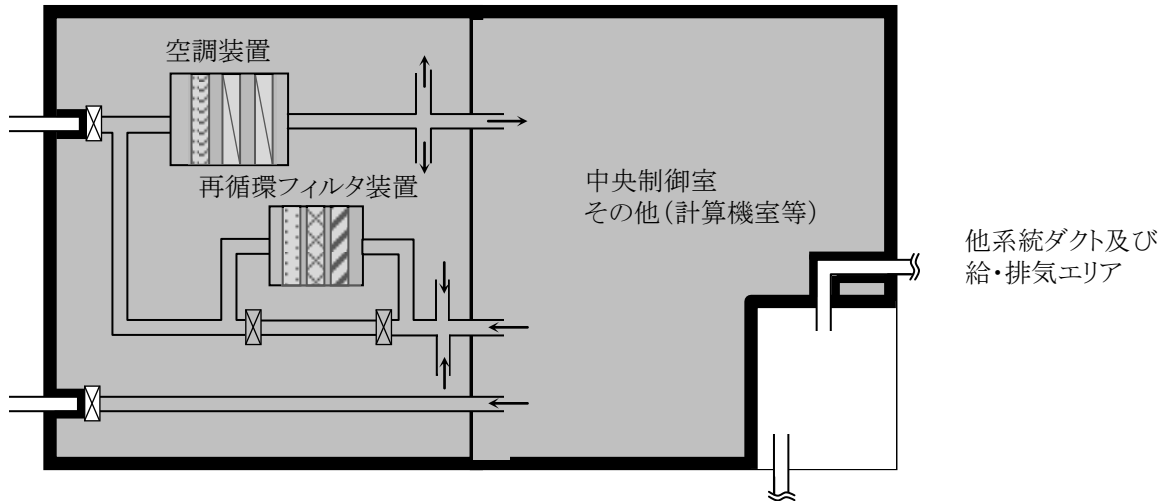 空調装置
再循環フィルタ装置
中央制御室
その他(計算機室等)
他系統ダクト及び
給・排気エリア